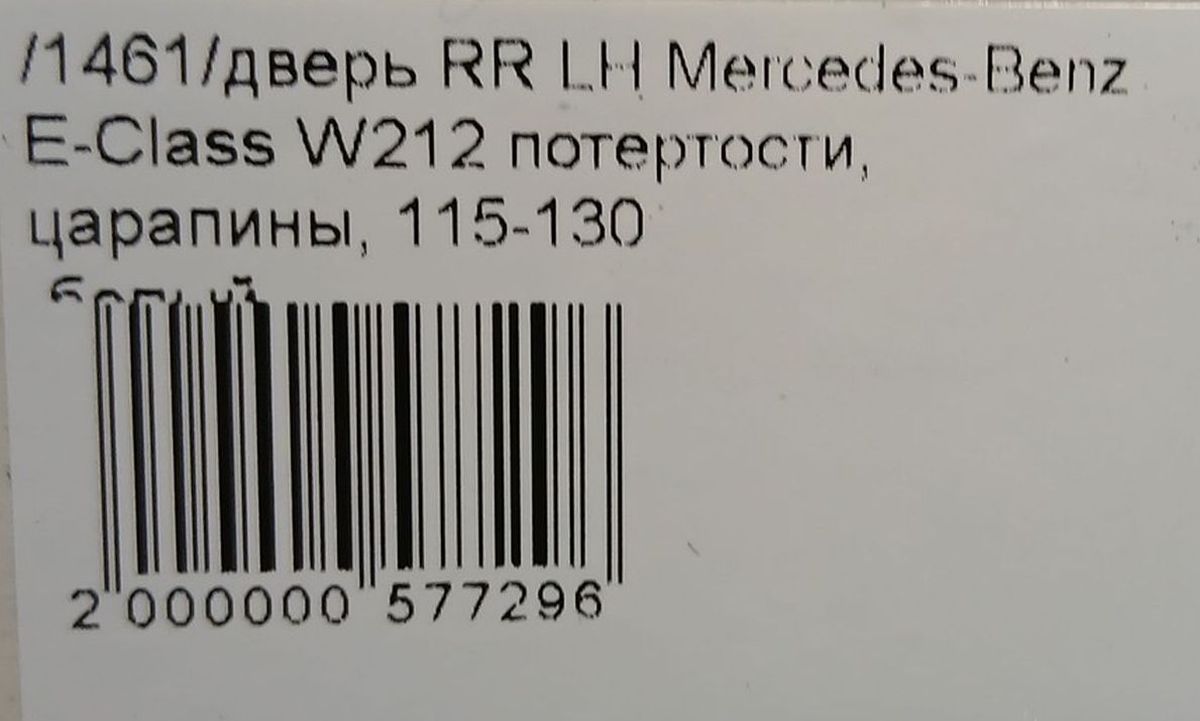 /1461/дверь RR LH Mercedes-Benz
E-Class W212 потертости,
царапины, 115-130
2 000000 577296